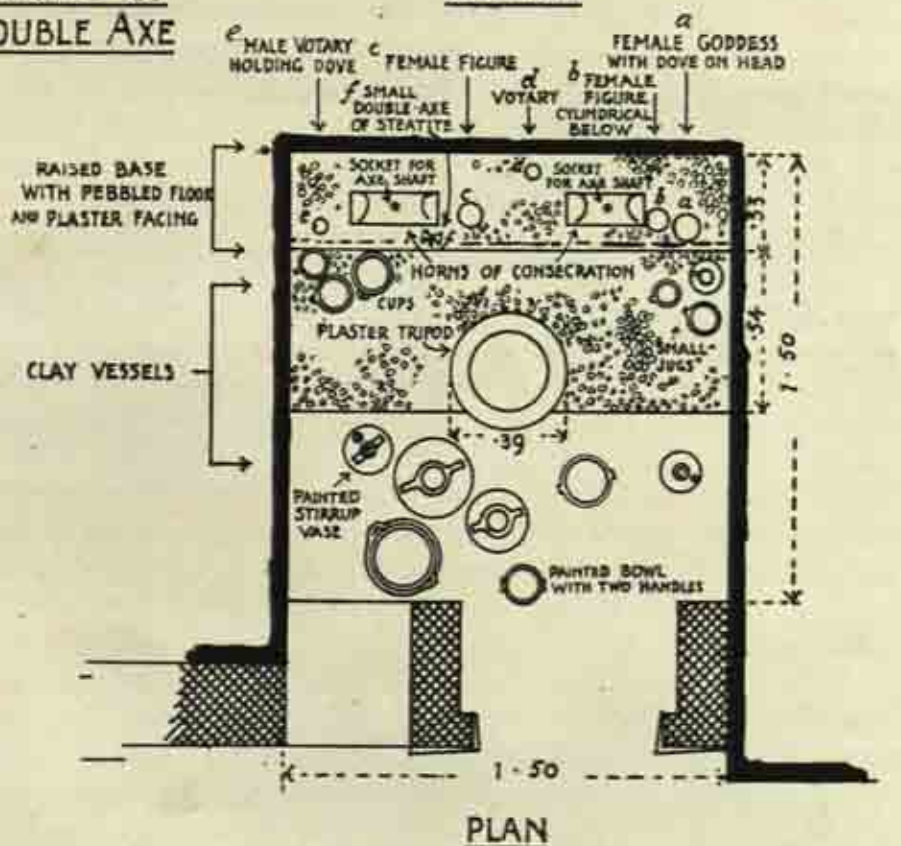 DOUBLE AXE
e MALE VOTARY
HOLDING DOVE
c FEMALE FIGURE
f SMALL
DOUBLE-AXE
OF STEATITE
d
VOTARY
b FEMALE
FIGURE
CYLINDRICAL
BELOW
a
FEMALE GODDESS
WITH DOVE ON HEAD
RAISED BASE
WITH PEBBLED FLOOR
AND PLASTER FACING
SOCKET FOR
AXE SHAFT
SOCKET
FOR AXE SHAFT
e
c
d
b
a
f
.33
HORNS OF CONSECRATION
CUPS
PLASTER TRIPOD
SMALL
JUGS
.54
1·50
CLAY VESSELS
.39
PAINTED
STIRRUP
VASE
PAINTED BOWL
WITH TWO HANDLES
1·50
PLAN